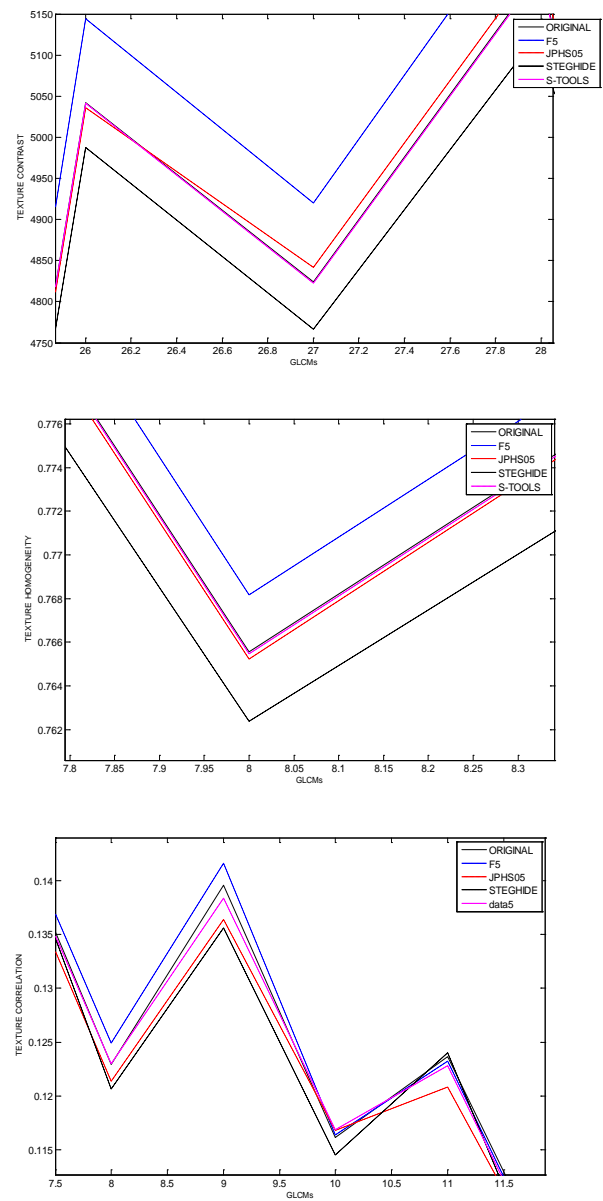 5150
5100
5050
5000
4950
4900
4850
4800
4750
TEXTURE CONTRAST
26 26.2 26.4 26.6 26.8 27 27.2 27.4 27.6 27.8 28
GLCMs
ORIGINAL
F5
JPHS05
STEGHIDE
S-TOOLS
0.776
0.774
0.772
0.77
0.768
0.766
0.764
0.762
TEXTURE HOMOGENEITY
7.8 7.85 7.9 7.95 8 8.05 8.1 8.15 8.2 8.25 8.3
GLCMs
ORIGINAL
F5
JPHS05
STEGHIDE
S-TOOLS
0.14
0.135
0.13
0.125
0.12
0.115
TEXTURE CORRELATION
7.5 8 8.5 9 9.5 10 10.5 11 11.5
GLCMs
ORIGINAL
F5
JPHS05
STEGHIDE
data5